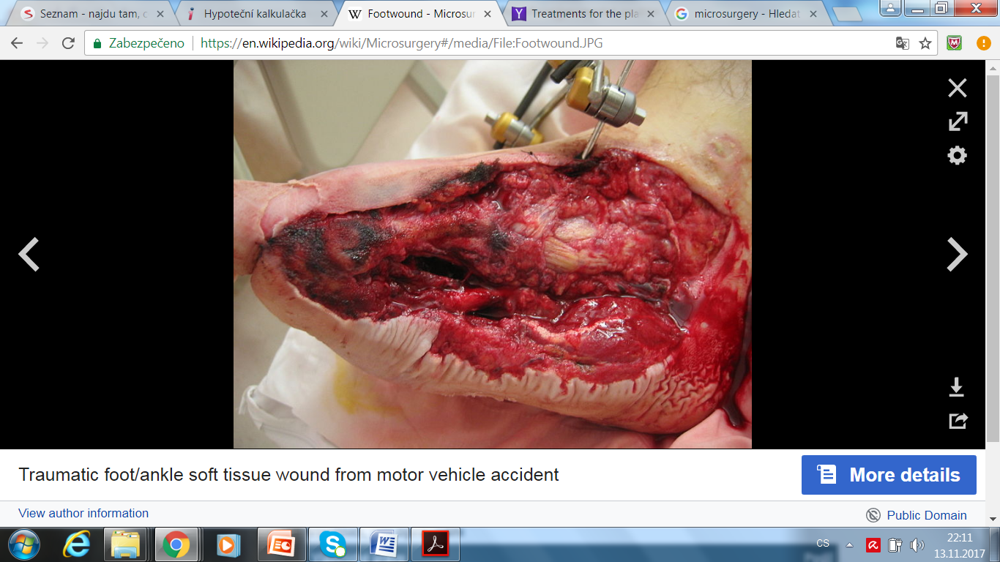 Seznam - najdu tam, c
Hypoteční kalkulačka
Footwound - Microsur
Treatments for the pla
microsurgery - Hledat
Zabezpečeno
https://en.wikipedia.org/wiki/Microsurgery#/media/File:Footwound.JPG
Traumatic foot/ankle soft tissue wound from motor vehicle accident
More details
View author information
Public Domain
CS
22:11
13.11.2017